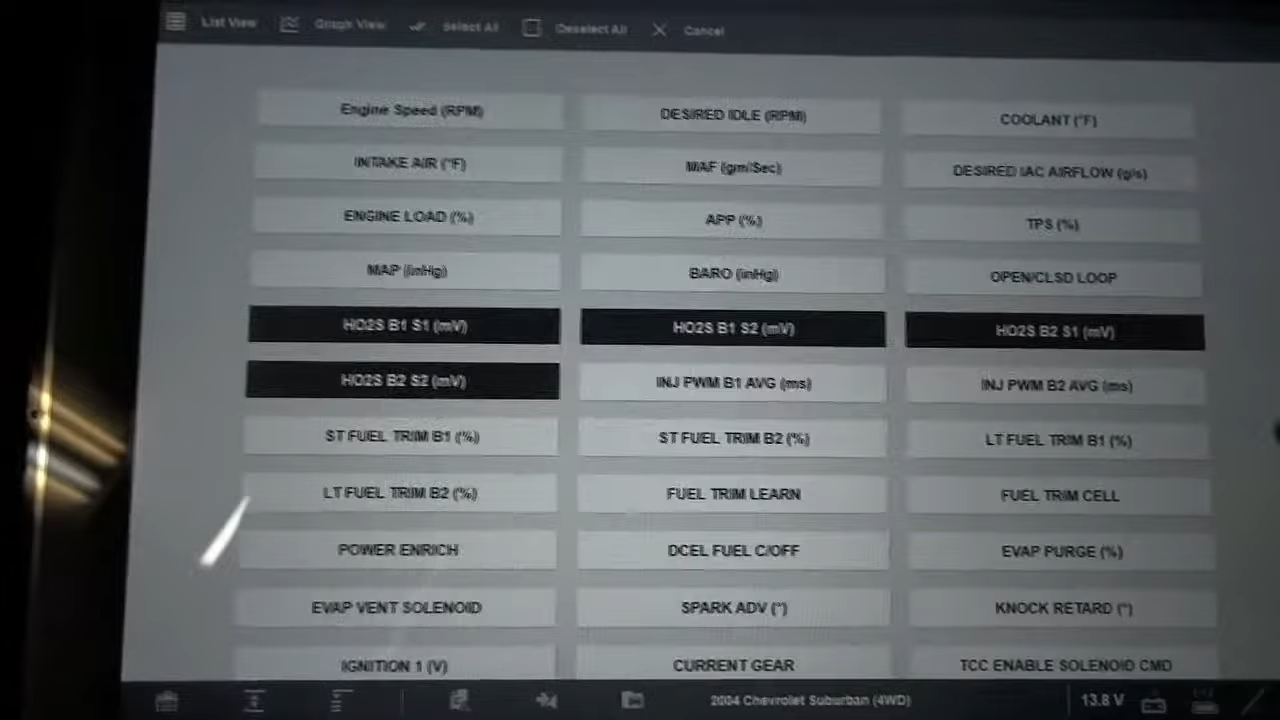 List View Graph View Select All Deselect All Cancel
Engine Speed (RPM) DESIRED IDLE (RPM) COOLANT (°F)
INTAKE AIR (°F) MAF (gm/Sec) DESIRED IAC AIRFLOW (g/s)
ENGINE LOAD (%) APP (%) TPS (%)
MAP (inHg) BARO (inHg) OPEN/CLSD LOOP
HO2S B1 S1 (mV) HO2S B1 S2 (mV) HO2S B2 S1 (mV)
HO2S B2 S2 (mV) INJ PWM B1 AVG (ms) INJ PWM B2 AVG (ms)
ST FUEL TRIM B1 (%) ST FUEL TRIM B2 (%) LT FUEL TRIM B1 (%)
LT FUEL TRIM B2 (%) FUEL TRIM LEARN FUEL TRIM CELL
POWER ENRICH DCEL FUEL C/OFF EVAP PURGE (%)
EVAP VENT SOLENOID SPARK ADV (°) KNOCK RETARD (°)
IGNITION 1 (V) CURRENT GEAR TCC ENABLE SOLENOID CMD
2004 Chevrolet Suburban (4WD) 13.8 V